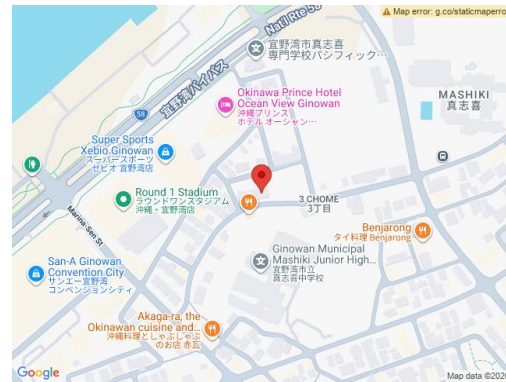 Map error: g.co/staticmaperro
Nat'l Rte 58
宜野湾市真志喜
専門学校パシフィック…
宜野湾バイパス
Okinawa Prince Hotel
Ocean View Ginowan
沖縄プリンス
ホテル オーシャン…
MASHIKI
真志喜
58
Super Sports
Xebio Ginowan
スーパースポーツ
ゼビオ 宜野湾店
Round 1 Stadium
ラウンドワンスタジアム
沖縄・宜野湾店
3 CHOME
3丁目
Marina-Sen St
Benjarong
タイ料理 Benjarong
San-A Ginowan
Convention City
サンエー宜野湾
コンベンションシティ
Ginowan Municipal
Mashiki Junior High...
宜野湾市立
真志喜中学校
Akaga-ra, the
Okinawan cuisine and...
沖縄料理としゃぶしゃぶ
のお店 赤瓦
Google
Map data ©2026